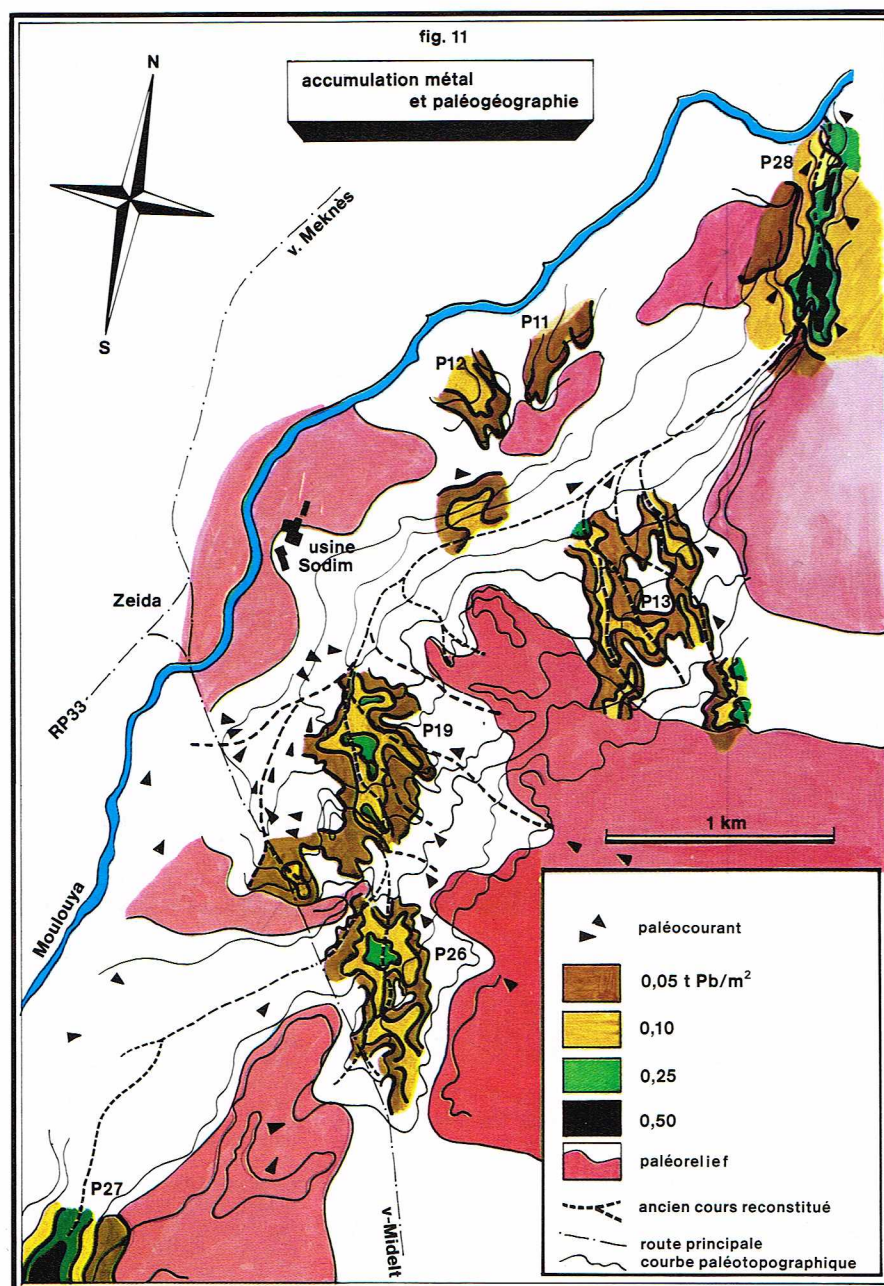 fig. 11
accumulation métal
et paléogéographie
N
S
v. Meknès
P28
P11
P12
usine
Sodim
Zeida
RP33
P13
P19
1 km
Moulouya
P26
P27
v-Midelt
paléocourant
0,05 t Pb/m²
0,10
0,25
0,50
paléorelief
ancien cours reconstitué
route principale
courbe paléotopographique